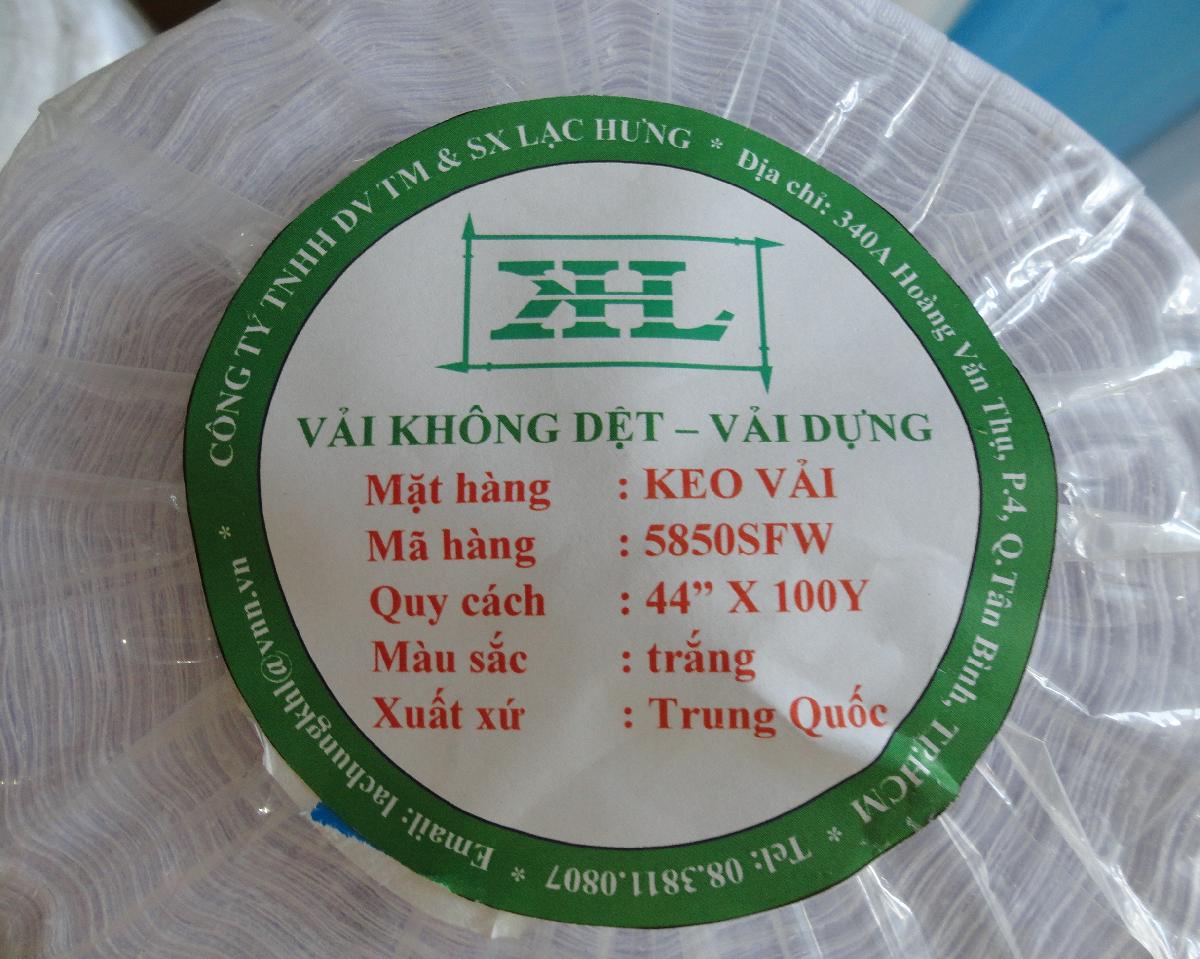 CÔNG TY TNHH DV TM & SX LẠC HƯNG * Địa chỉ: 340A Hoàng Văn Thụ, P.4, Q.Tân Bình, TP.HCM * Tel: 08.3811.0807 * Email: lachungkhl@vnn.vn *
KHL
VẢI KHÔNG DỆT – VẢI DỰNG
Mặt hàng : KEO VẢI
Mã hàng : 5850SFW
Quy cách : 44” X 100Y
Màu sắc : trắng
Xuất xứ : Trung Quốc